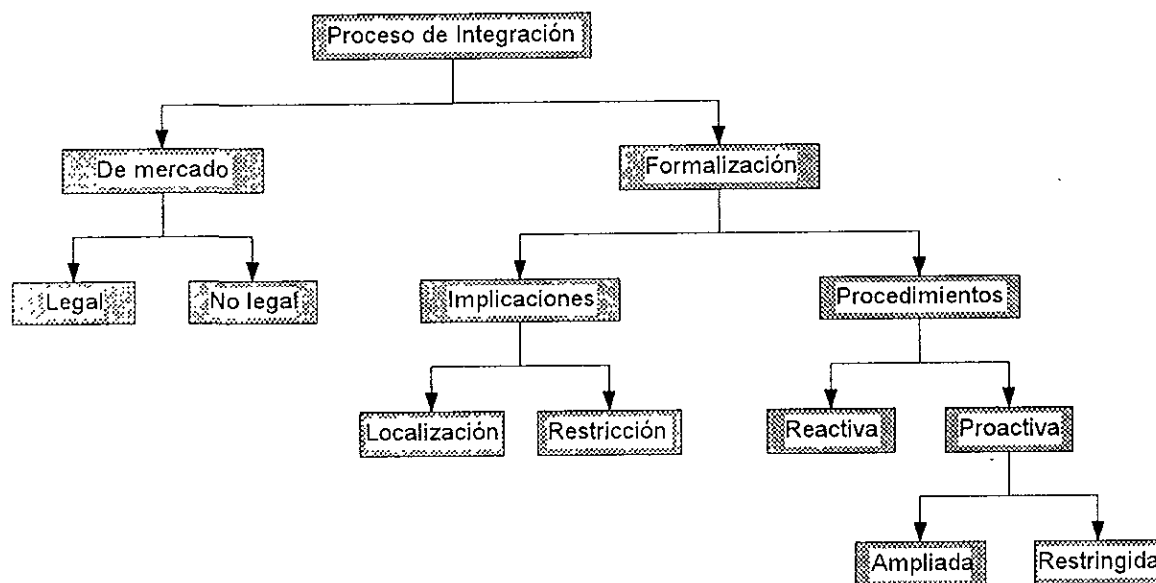 Proceso de Integración
De mercado
Formalización
Legal
No legal
Implicaciones
Procedimientos
Localización
Restricción
Reactiva
Proactiva
Ampliada
Restringida